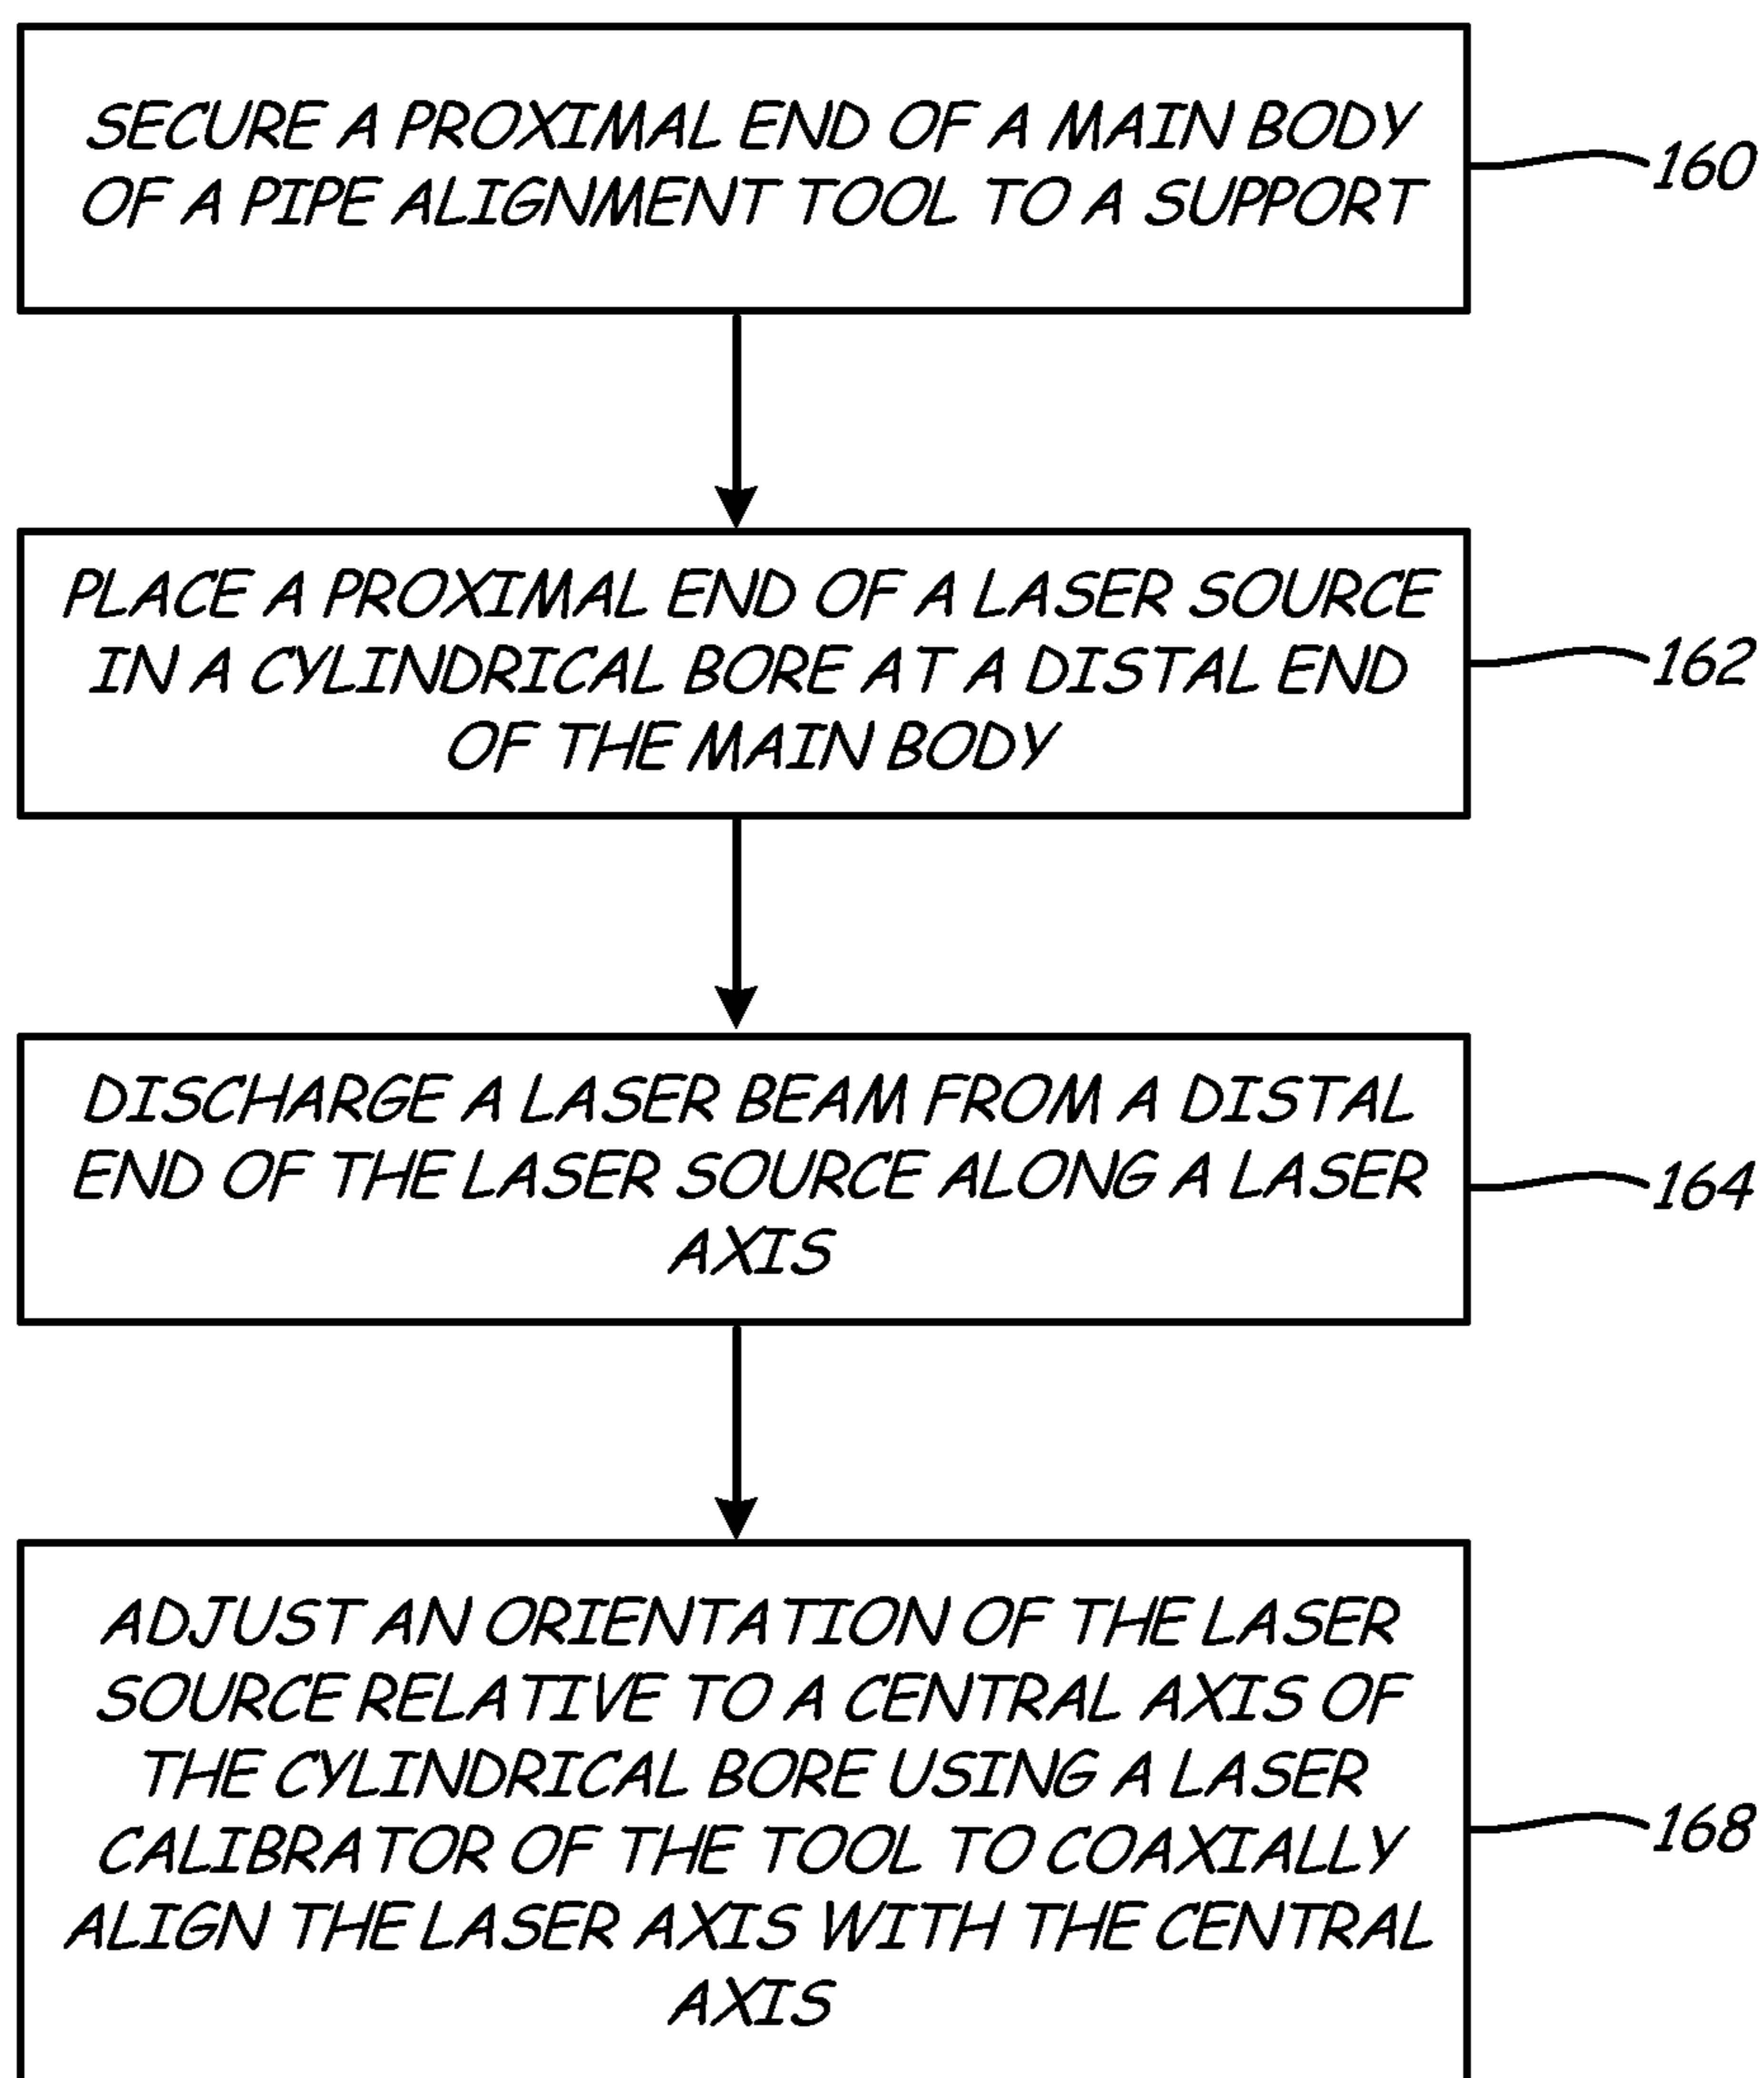 SECURE A PROXIMAL END OF A MAIN BODY
OF A PIPE ALIGNMENT TOOL TO A SUPPORT
160
PLACE A PROXIMAL END OF A LASER SOURCE
IN A CYLINDRICAL BORE AT A DISTAL END
OF THE MAIN BODY
162
DISCHARGE A LASER BEAM FROM A DISTAL
END OF THE LASER SOURCE ALONG A LASER
AXIS
164
ADJUST AN ORIENTATION OF THE LASER
SOURCE RELATIVE TO A CENTRAL AXIS OF
THE CYLINDRICAL BORE USING A LASER
CALIBRATOR OF THE TOOL TO COAXIALLY
ALIGN THE LASER AXIS WITH THE CENTRAL
AXIS
168